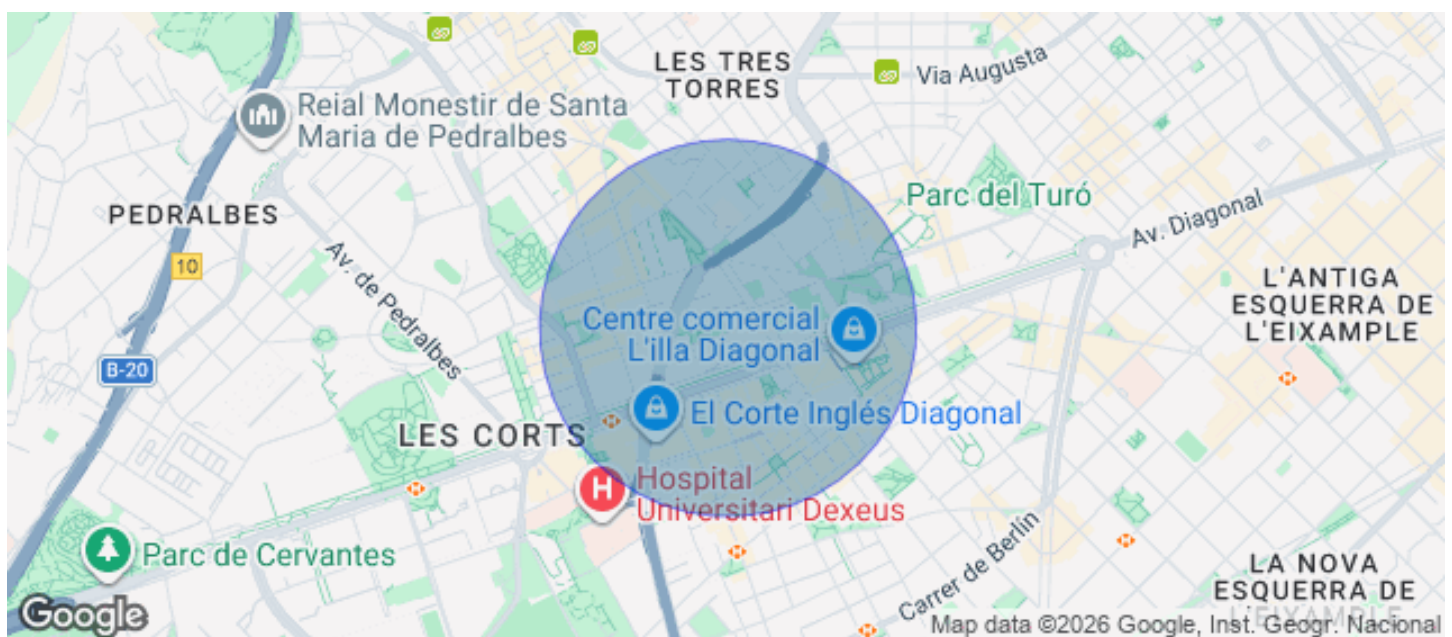 LES TRES
TORRES
Via Augusta
Reial Monestir de Santa
Maria de Pedralbes
PEDRALBES
Parc del Turó
Av. Diagonal
10
Av. de Pedralbes
L'ANTIGA
ESQUERRA DE
L'EIXAMPLE
Centre comercial
L'illa Diagonal
B-20
El Corte Inglés Diagonal
LES CORTS
H
Hospital
Universitari Dexeus
Parc de Cervantes
Carrer de Berlín
LA NOVA
ESQUERRA DE
L'EIXAMPLE
Google
Map data ©2026 Google, Inst. Geogr. Nacional